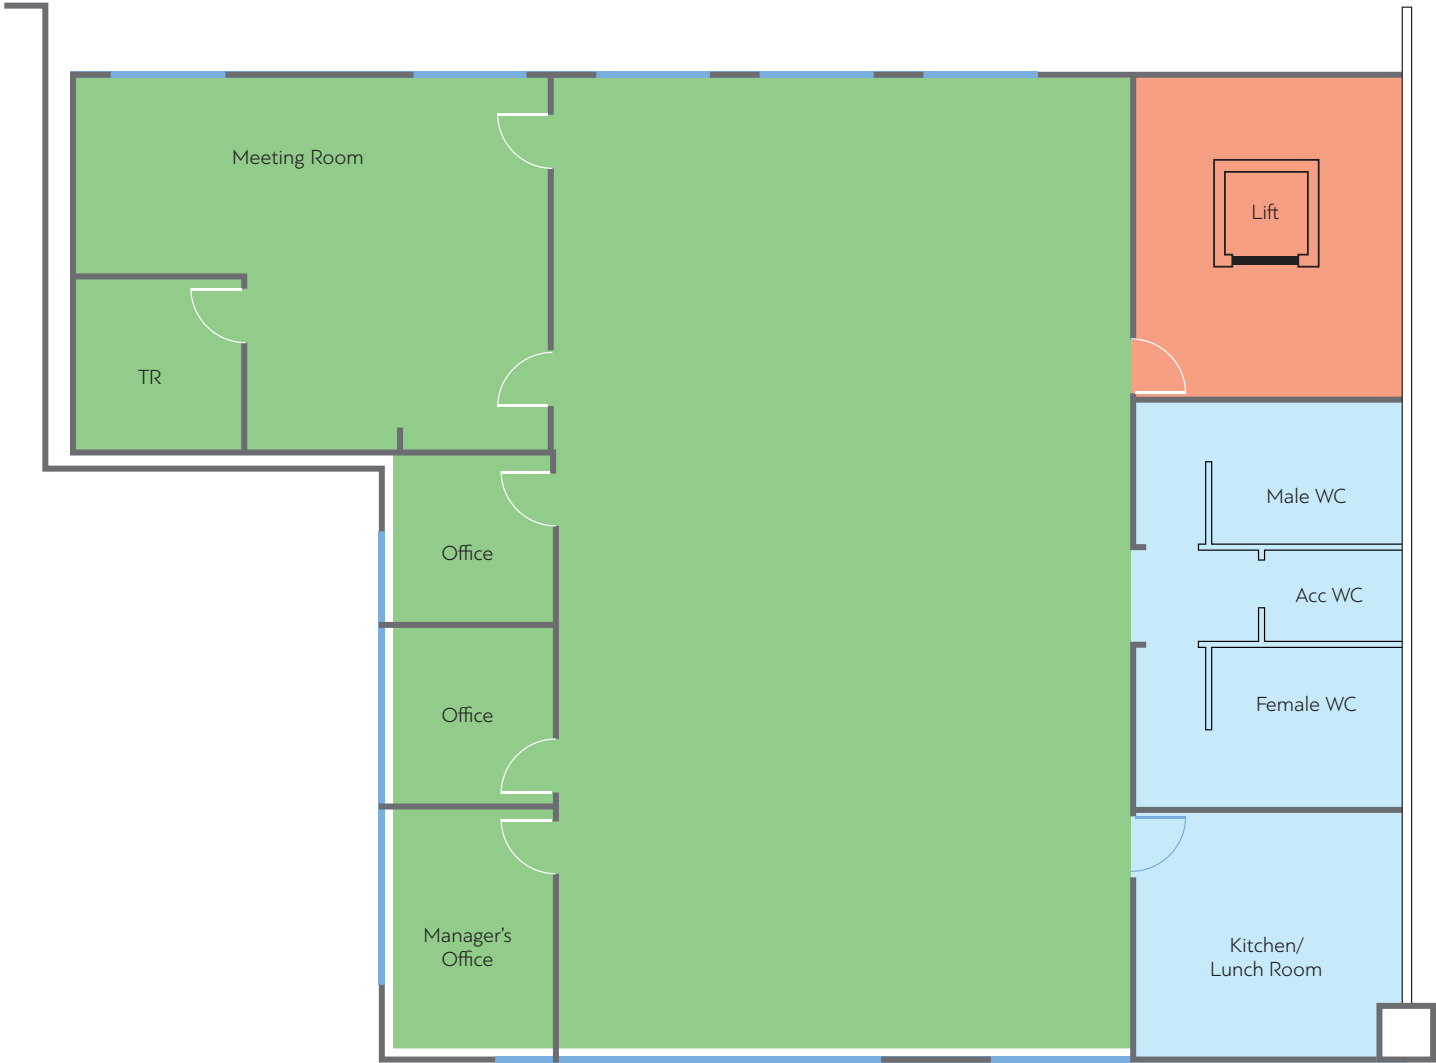 Meeting Room
Lift
TR
Male WC
Office
Acc WC
Female WC
Office
Manager's
Office
Kitchen/
Lunch Room